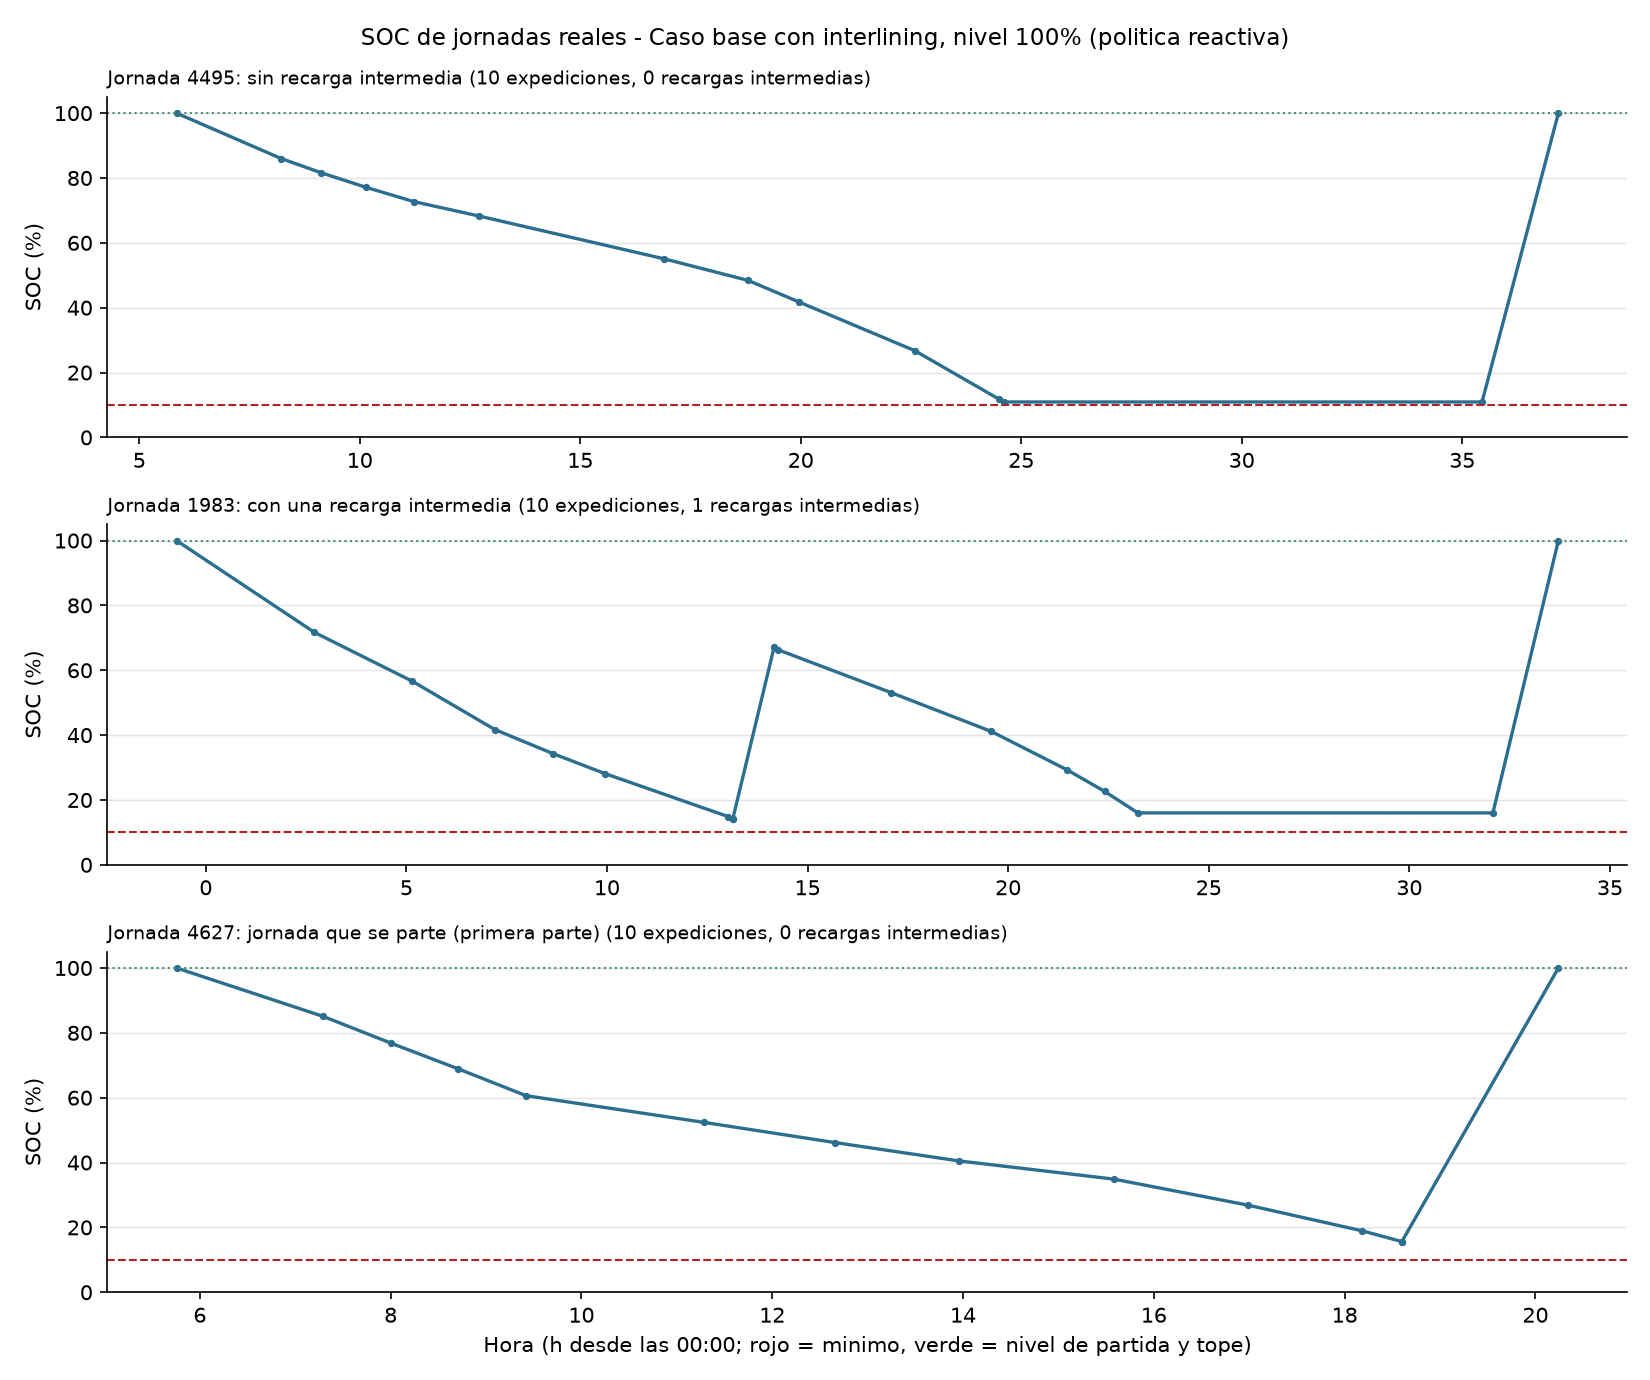 SOC de jornadas reales - Caso base con interlining, nivel 100% (politica reactiva)
Jornada 4495: sin recarga intermedia (10 expediciones, 0 recargas intermedias)
100
80
60
40
20
0
SOC (%)
5 10 15 20 25 30 35
Jornada 1983: con una recarga intermedia (10 expediciones, 1 recargas intermedias)
100
80
60
40
20
0
SOC (%)
0 5 10 15 20 25 30 35
Jornada 4627: jornada que se parte (primera parte) (10 expediciones, 0 recargas intermedias)
100
80
60
40
20
0
SOC (%)
6 8 10 12 14 16 18 20
Hora (h desde las 00:00; rojo = minimo, verde = nivel de partida y tope)